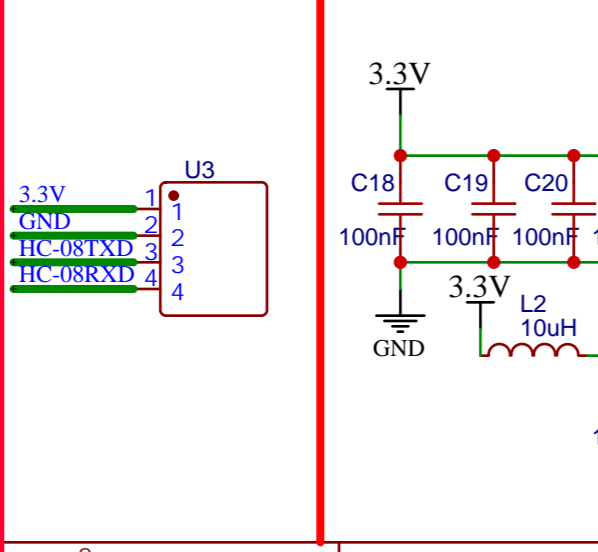 U3
3.3V 1 1
GND 2 2
HC-08TXD 3 3
HC-08RXD 4 4
3.3V
C18 C19 C20
100nF 100nF 100nF
3.3V
L2
10uH
GND